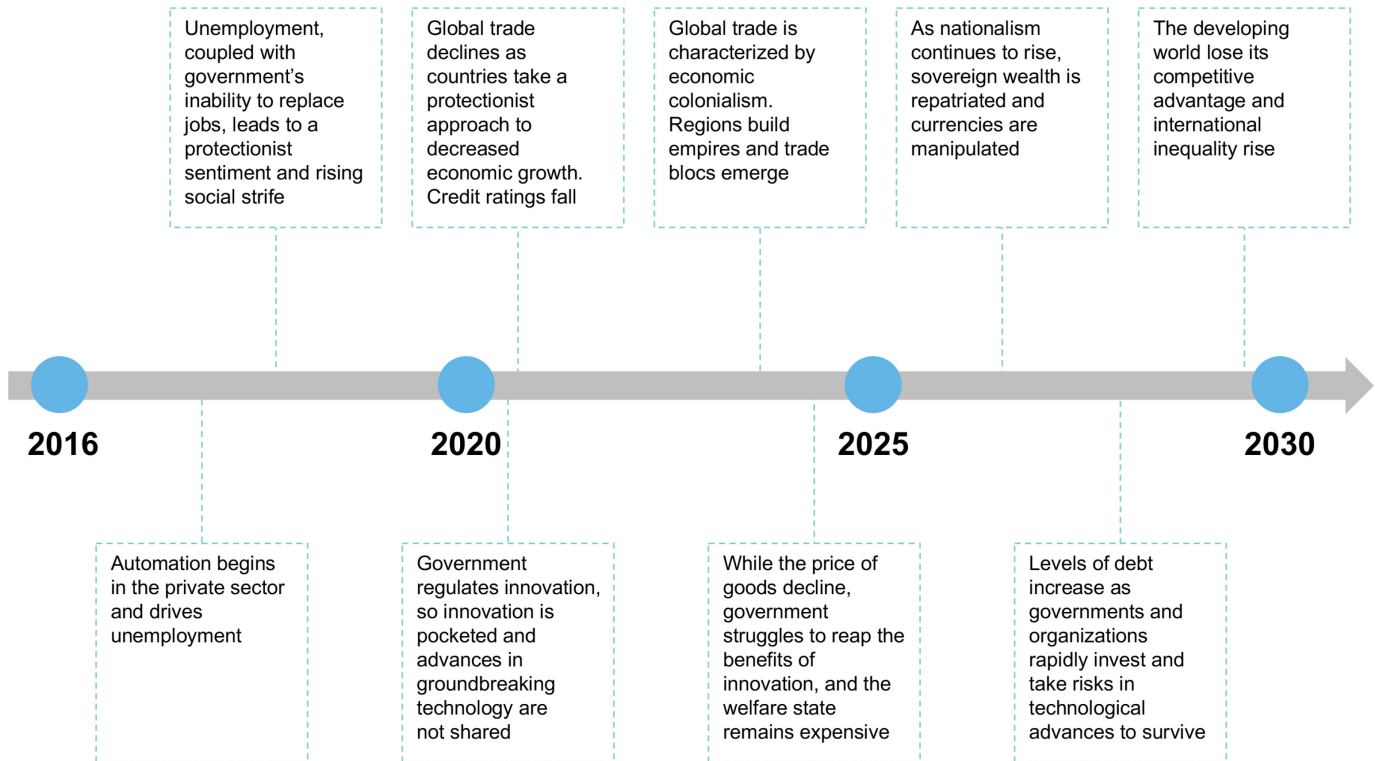 Unemployment,
coupled with
government’s
inability to replace
jobs, leads to a
protectionist
sentiment and rising
social strife
Global trade
declines as
countries take a
protectionist
approach to
decreased
economic growth.
Credit ratings fall
Global trade is
characterized by
economic
colonialism.
Regions build
empires and trade
blocs emerge
As nationalism
continues to rise,
sovereign wealth is
repatriated and
currencies are
manipulated
The developing
world lose its
competitive
advantage and
international
inequality rise
2016
2020
2025
2030
Automation begins
in the private sector
and drives
unemployment
Government
regulates innovation,
so innovation is
pocketed and
advances in
groundbreaking
technology are
not shared
While the price of
goods decline,
government
struggles to reap the
benefits of
innovation, and the
welfare state
remains expensive
Levels of debt
increase as
governments and
organizations
rapidly invest and
take risks in
technological
advances to survive